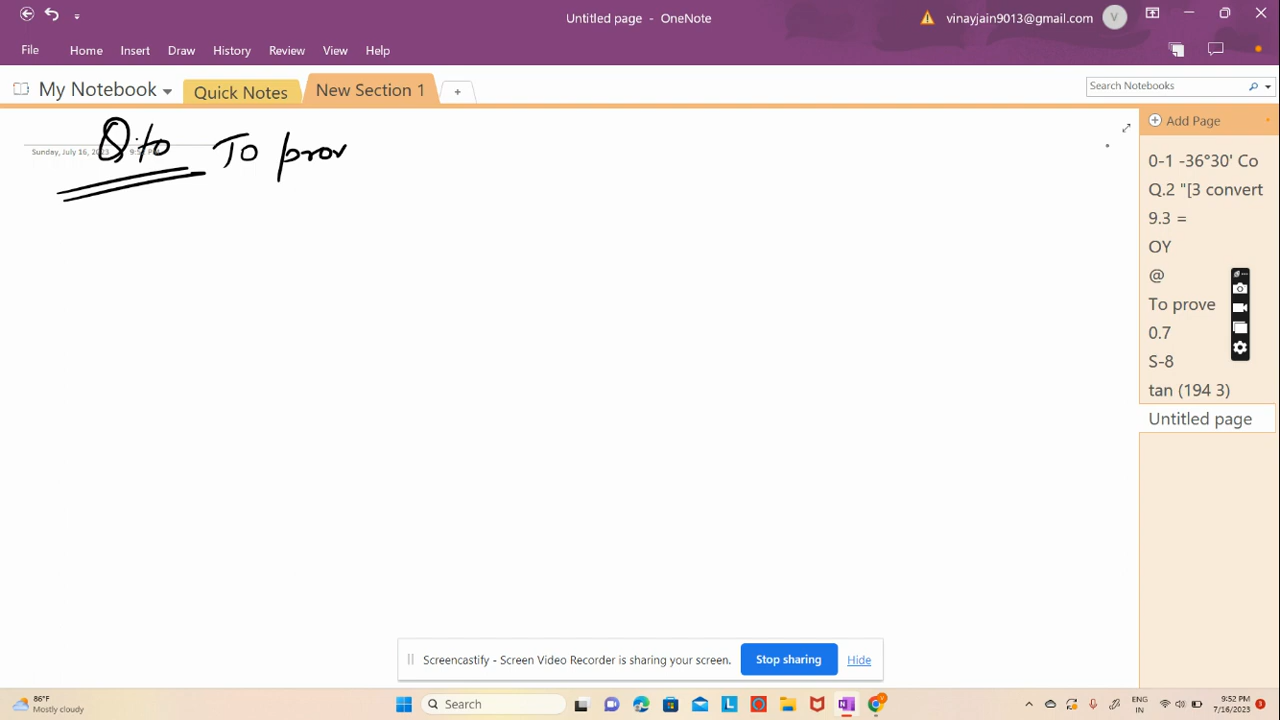 Untitled page - OneNote
vinayjain9013@gmail.com
V
File Home Insert Draw History Review View Help
My Notebook Quick Notes New Section 1 +
Search Notebooks
To prov
Sunday, July 16, 2023
Add Page
0-1 -36°30' Co
Q.2 "[3 convert
9.3 =
OY
@
To prove
0.7
S-8
tan (194 3)
Untitled page
Screencastify - Screen Video Recorder is sharing your screen. Stop sharing Hide
86°F
Mostly cloudy
Search
ENG
IN
9:52 PM
7/16/2023